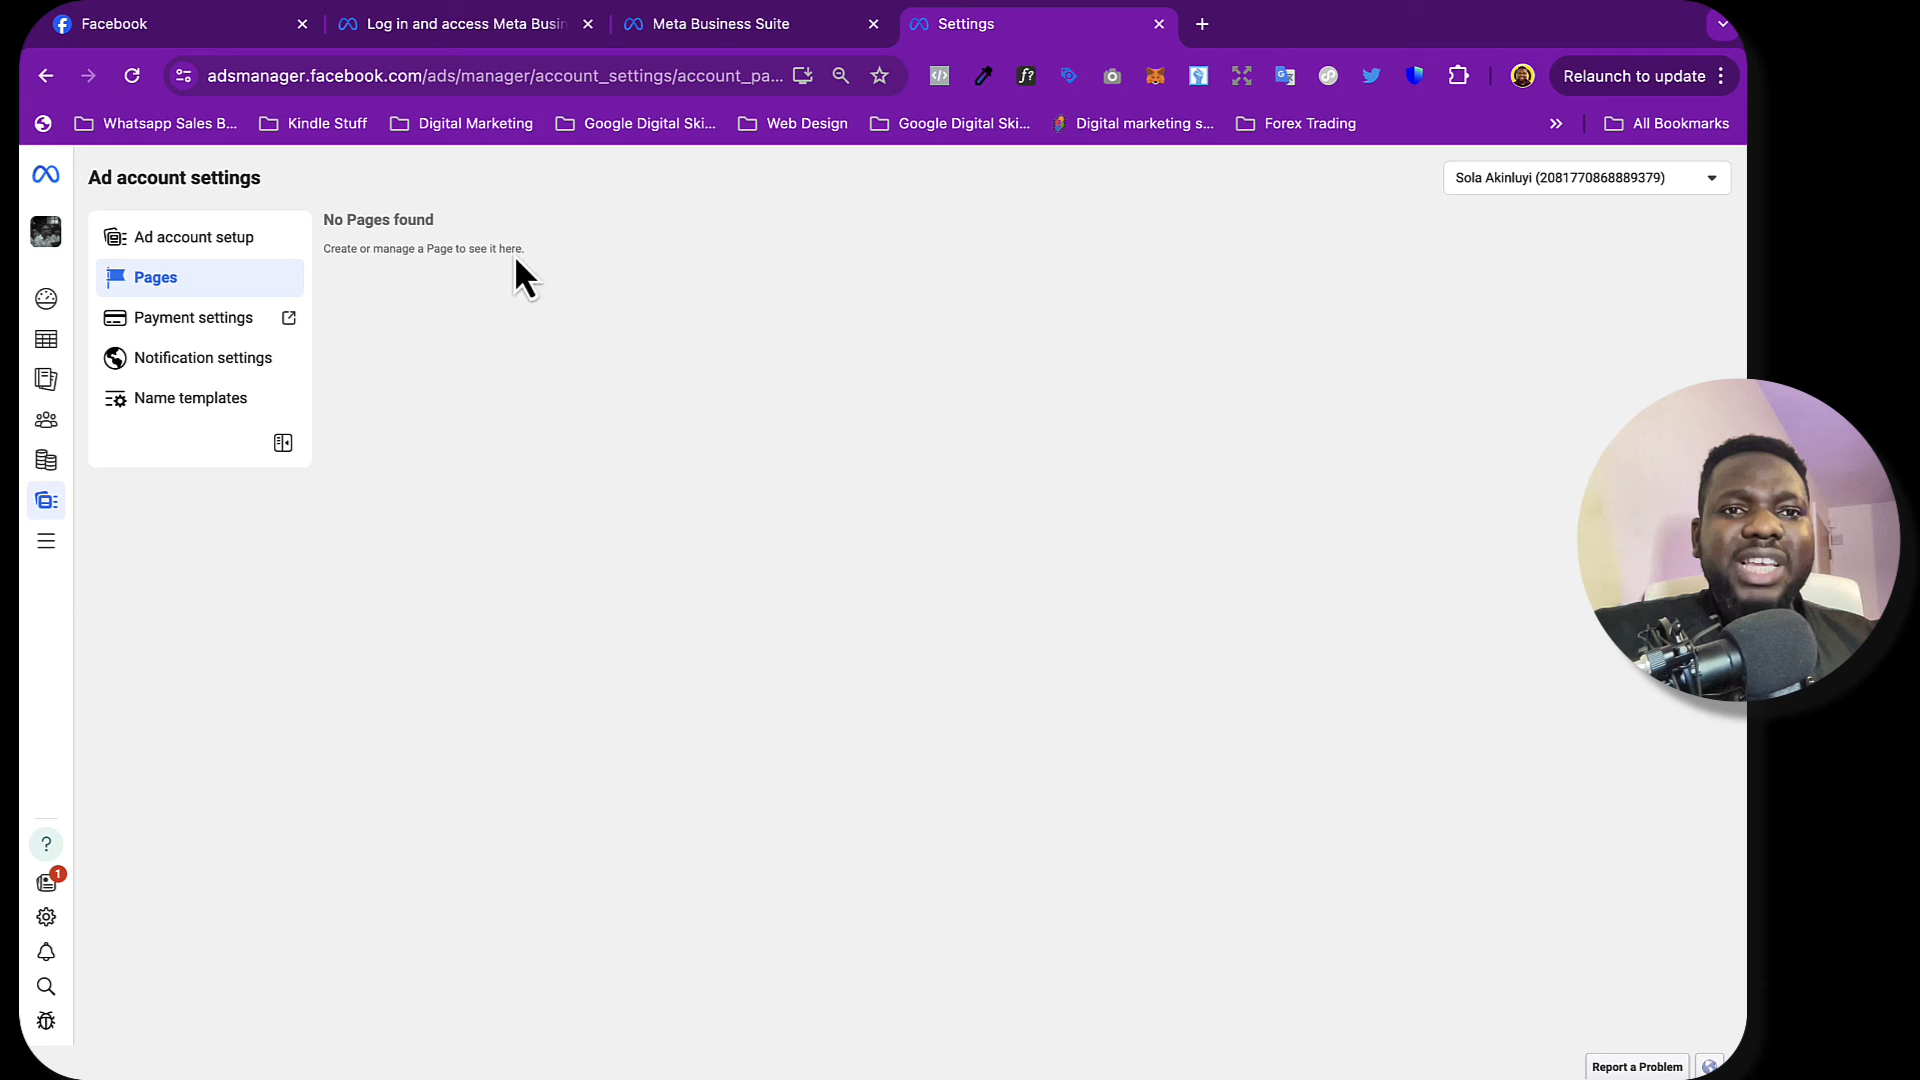 Facebook
Log in and access Meta Busin
Meta Business Suite
Settings
adsmanager.facebook.com/ads/manager/account_settings/account_pa...
f?
Relaunch to update
Whatsapp Sales B...
Kindle Stuff
Digital Marketing
Google Digital Ski...
Web Design
Google Digital Ski...
Digital marketing s...
Forex Trading
All Bookmarks
Ad account settings
Sola Akinluyi (2081770868889379)
Ad account setup
Pages
Payment settings
Notification settings
Name templates
No Pages found
Create or manage a Page to see it here.
?
1
Report a Problem